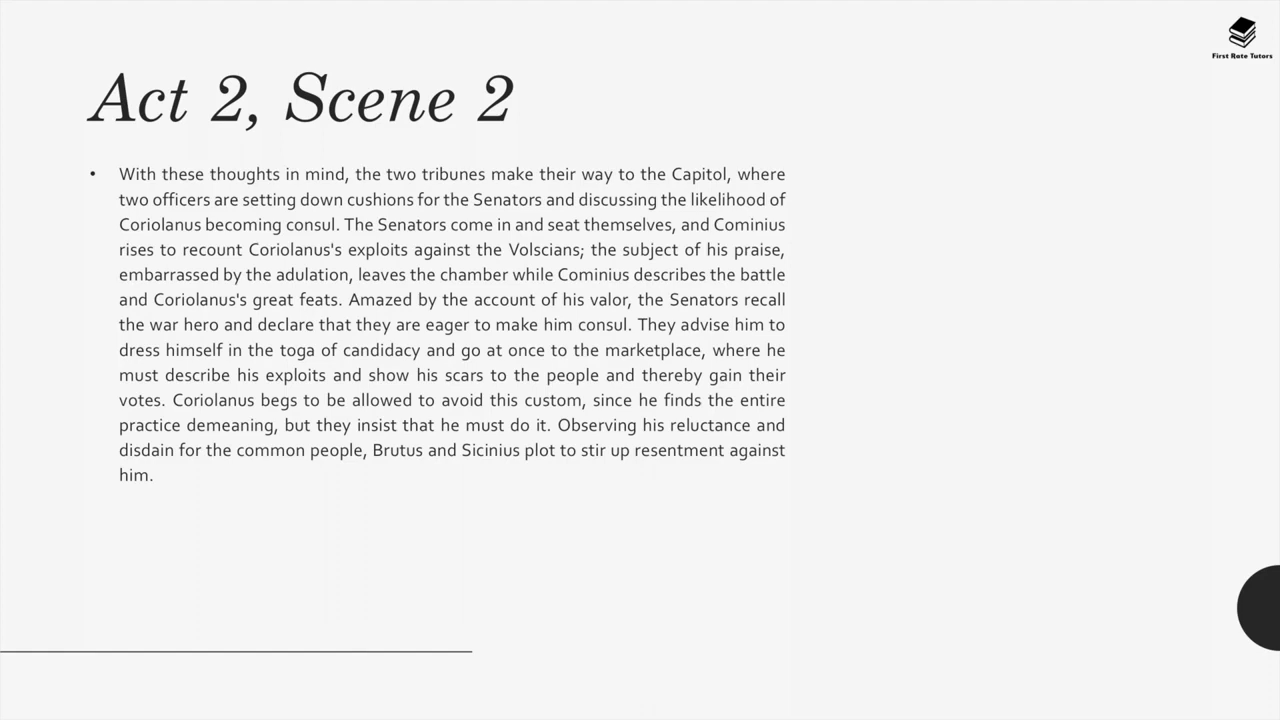 First Rate Tutors
Act 2, Scene 2
• With these thoughts in mind, the two tribunes make their way to the Capitol, where
two officers are setting down cushions for the Senators and discussing the likelihood of
Coriolanus becoming consul. The Senators come in and seat themselves, and Cominius
rises to recount Coriolanus's exploits against the Volscians; the subject of his praise,
embarrassed by the adulation, leaves the chamber while Cominius describes the battle
and Coriolanus's great feats. Amazed by the account of his valor, the Senators recall
the war hero and declare that they are eager to make him consul. They advise him to
dress himself in the toga of candidacy and go at once to the marketplace, where he
must describe his exploits and show his scars to the people and thereby gain their
votes. Coriolanus begs to be allowed to avoid this custom, since he finds the entire
practice demeaning, but they insist that he must do it. Observing his reluctance and
disdain for the common people, Brutus and Sicinius plot to stir up resentment against
him.